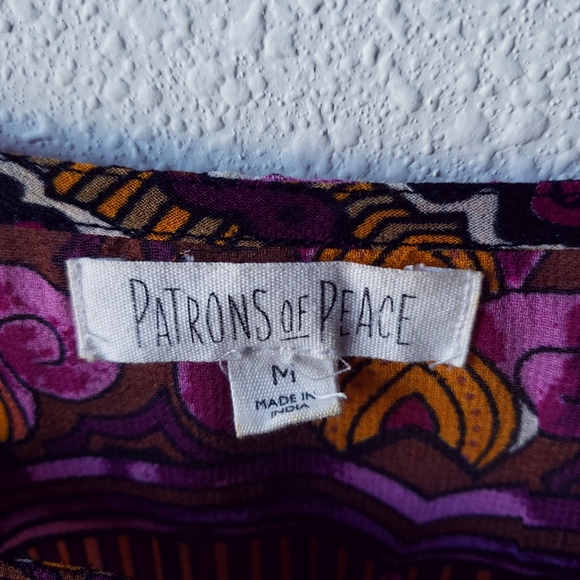 PATRONS OF PEACE
M
MADE IN
INDIA